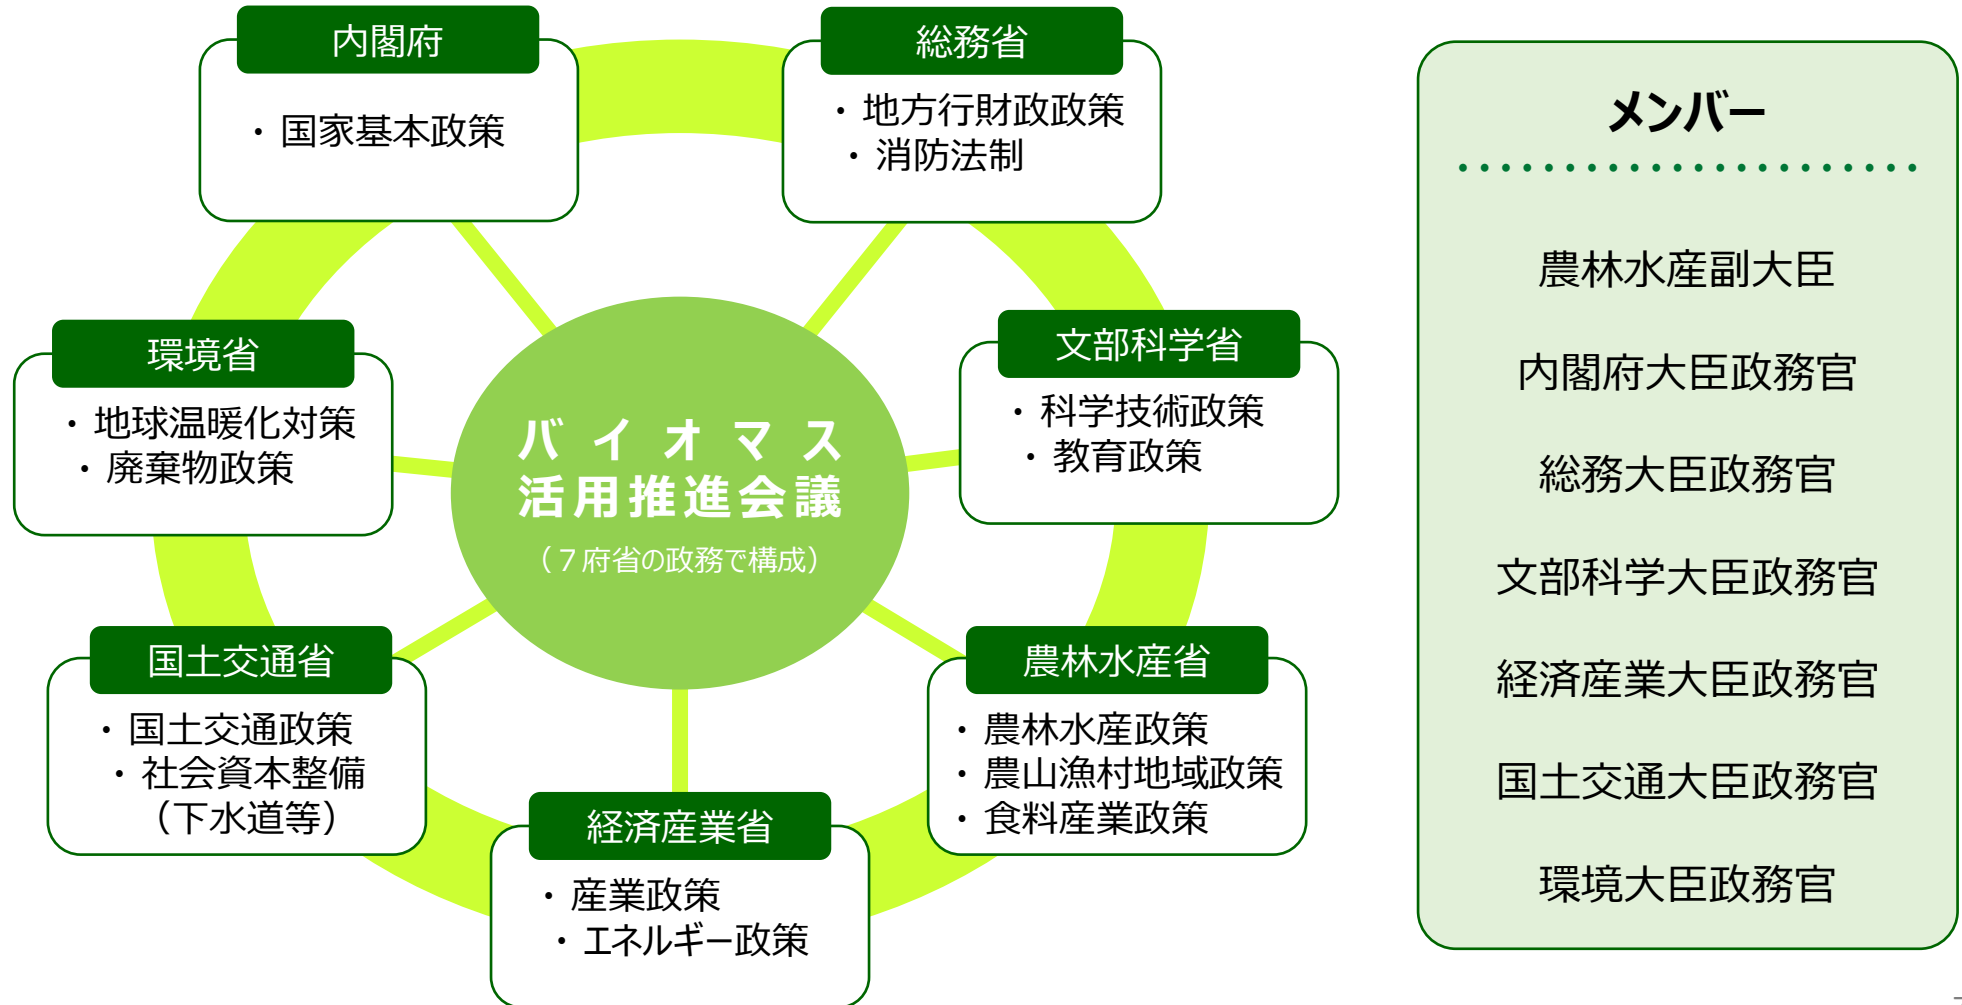 内閣府
・国家基本政策
総務省
・地方行財政政策
・消防法制
環境省
・地球温暖化対策
・廃棄物政策
文部科学省
・科学技術政策
・教育政策
バイオマス
活用推進会議
（７府省の政務で構成）
国土交通省
・国土交通政策
・社会資本整備
（下水道等）
農林水産省
・農林水産政策
・農山漁村地域政策
・食料産業政策
経済産業省
・産業政策
・エネルギー政策
メンバー
農林水産副大臣
内閣府大臣政務官
総務大臣政務官
文部科学大臣政務官
経済産業大臣政務官
国土交通大臣政務官
環境大臣政務官